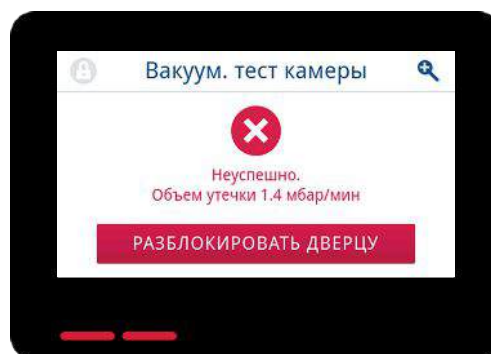 Вакуум. тест камеры
Неуспешно.
Объем утечки 1.4 мбар/мин
РАЗБЛОКИРОВАТЬ ДВЕРЦУ